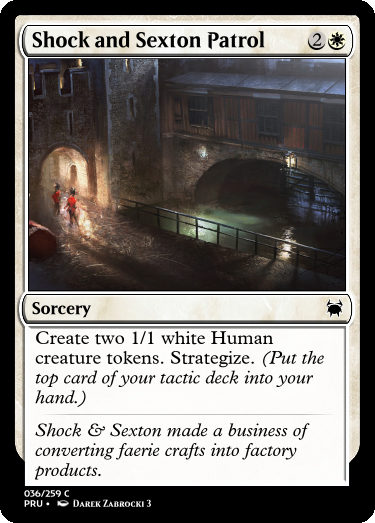 Shock and Sexton Patrol 2
Sorcery
Create two 1/1 white Human
creature tokens. Strategize. (Put the
top card of your tactic deck into your
hand.)
Shock & Sexton made a business of
converting faerie crafts into factory
products.
036/259 C
PRU • Darek Zabrocki 3